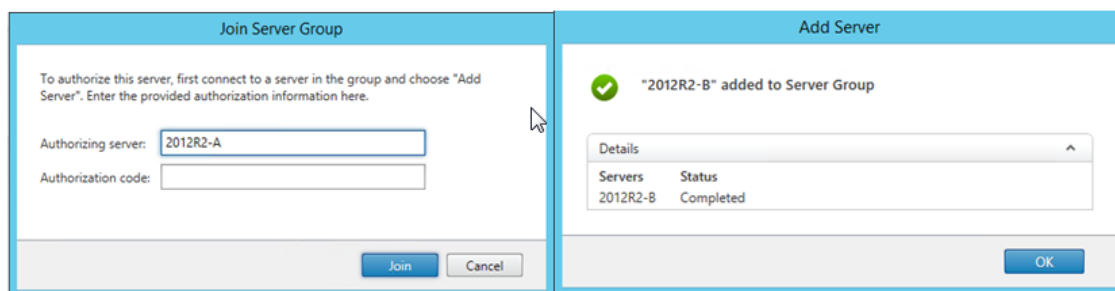 Join Server Group
To authorize this server, first connect to a server in the group and choose "Add
Server". Enter the provided authorization information here.
Authorizing server: 2012R2-A
Authorization code:
Join Cancel
Add Server
"2012R2-B" added to Server Group
Details
Servers Status
2012R2-B Completed
OK